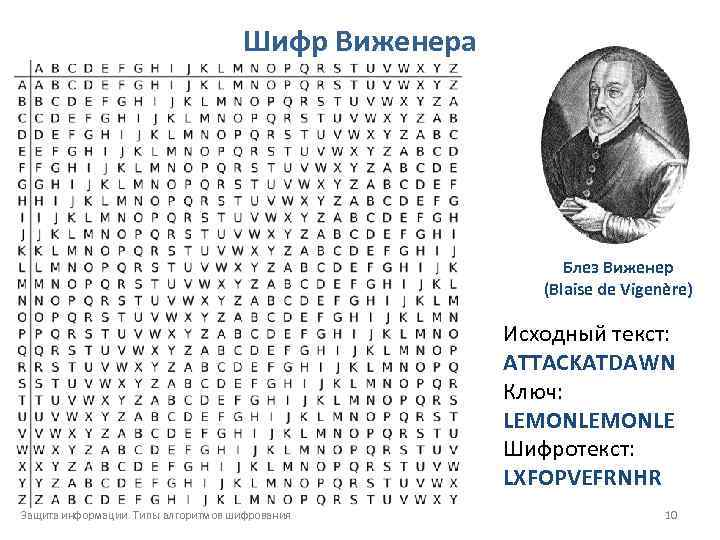 Шифр Виженера
A B C D E F G H I J K L M N O P Q R S T U V W X Y Z
A A B C D E F G H I J K L M N O P Q R S T U V W X Y Z
B B C D E F G H I J K L M N O P Q R S T U V W X Y Z A
C C D E F G H I J K L M N O P Q R S T U V W X Y Z A B
D D E F G H I J K L M N O P Q R S T U V W X Y Z A B C
E E F G H I J K L M N O P Q R S T U V W X Y Z A B C D
F F G H I J K L M N O P Q R S T U V W X Y Z A B C D E
G G H I J K L M N O P Q R S T U V W X Y Z A B C D E F
H H I J K L M N O P Q R S T U V W X Y Z A B C D E F G
I I J K L M N O P Q R S T U V W X Y Z A B C D E F G H
J J K L M N O P Q R S T U V W X Y Z A B C D E F G H I
K K L M N O P Q R S T U V W X Y Z A B C D E F G H I J
L L M N O P Q R S T U V W X Y Z A B C D E F G H I J K
M M N O P Q R S T U V W X Y Z A B C D E F G H I J K L
N N O P Q R S T U V W X Y Z A B C D E F G H I J K L M
O O P Q R S T U V W X Y Z A B C D E F G H I J K L M N
P P Q R S T U V W X Y Z A B C D E F G H I J K L M N O
Q Q R S T U V W X Y Z A B C D E F G H I J K L M N O P
R R S T U V W X Y Z A B C D E F G H I J K L M N O P Q
S S T U V W X Y Z A B C D E F G H I J K L M N O P Q R
T T U V W X Y Z A B C D E F G H I J K L M N O P Q R S
U U V W X Y Z A B C D E F G H I J K L M N O P Q R S T
V V W X Y Z A B C D E F G H I J K L M N O P Q R S T U
W W X Y Z A B C D E F G H I J K L M N O P Q R S T U V
X X Y Z A B C D E F G H I J K L M N O P Q R S T U V W
Y Y Z A B C D E F G H I J K L M N O P Q R S T U V W X
Z Z A B C D E F G H I J K L M N O P Q R S T U V W X Y
Блез Виженер
(Blaise de Vigenère)
Исходный текст:
ATTACKATDAWN
Ключ:
LEMONLEMONLE
Шифротекст:
LXFOPVEFRNHR
Защита информации. Типы алгоритмов шифрования
10